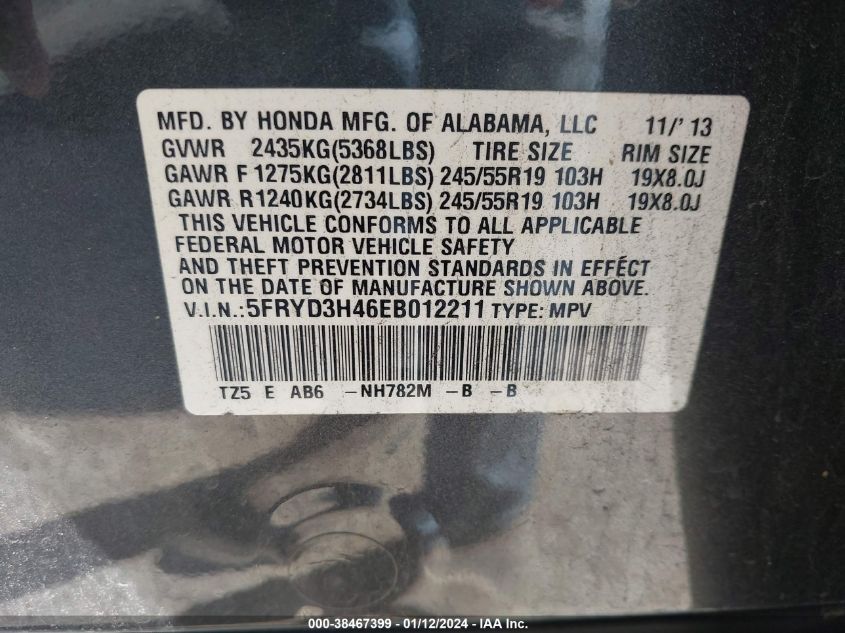 MFD. BY HONDA MFG. OF ALABAMA, LLC 11/'13
GVWR 2435KG(5368LBS) TIRE SIZE RIM SIZE
GAWR F 1275KG(2811LBS) 245/55R19 103H 19X8.0J
GAWR R1240KG(2734LBS) 245/55R19 103H 19X8.0J
THIS VEHICLE CONFORMS TO ALL APPLICABLE
FEDERAL MOTOR VEHICLE SAFETY
AND THEFT PREVENTION STANDARDS IN EFFECT
ON THE DATE OF MANUFACTURE SHOWN ABOVE.
V.I.N.:5FRYD3H46EB012211 TYPE: MPV
TZ5 E AB6 -NH782M -B -B
000-38467399 - 01/12/2024 - IAA Inc.